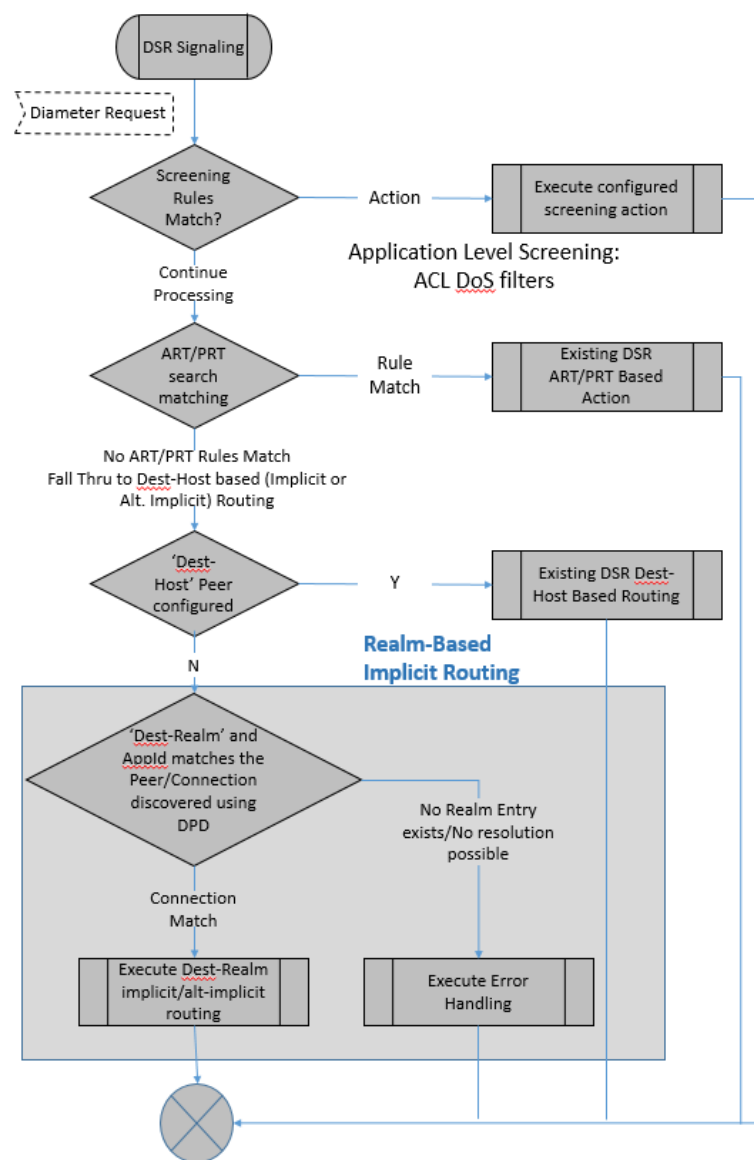 DSR Signaling
Diameter Request
Screening
Rules
Match?
Action
Execute configured
screening action
Application Level Screening:
ACL DoS filters
Continue
Processing
ART/PRT
search
matching
Rule
Match
Existing DSR
ART/PRT Based
Action
No ART/PRT Rules Match
Fall Thru to Dest-Host based (Implicit or
Alt. Implicit) Routing
‘Dest-
Host’ Peer
configured
Y
Existing DSR Dest-
Host Based Routing
Realm-Based
Implicit Routing
N
‘Dest-Realm’ and
AppId matches the
Peer/Connection
discovered using
DPD
No Realm Entry
exists/No resolution
possible
Connection
Match
Execute Dest-Realm
implicit/alt-implicit
routing
Execute Error
Handling